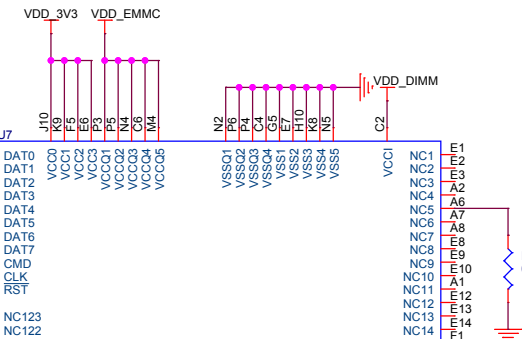 VDD_3V3 VDD_EMMC
VDD_DIMM
J10 K9 E5 E6 P3 P5 N4 C6 M4 N2 P6 P4 C4 G5 E7 H10 K8 N5 C2
U7
VCC0 VCC1 VCC2 VCC3 VCCQ1 VCCQ2 VCCQ3 VCCQ4 VCCQ5 VSSQ1 VSSQ2 VSSQ3 VSSQ4 VSS1 VSS2 VSS3 VSS4 VSS5 VCCI
DAT0
DAT1
DAT2
DAT3
DAT4
DAT5
DAT6
DAT7
CMD
CLK
RST
NC123
NC122
NC1 E1
NC2 E2
NC3 E3
NC4 A2
NC5 A6
NC6 A7
NC7 A8
NC8 E8
NC9 E9
NC10 E10
NC11 A1
NC12 E12
NC13 E13
NC14 E14
E1